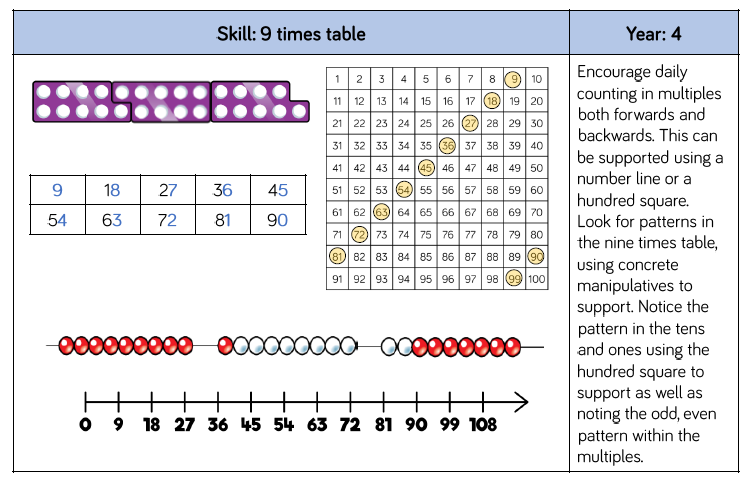 Skill: 9 times table
Year: 4
1 2 3 4 5 6 7 8 9 10
11 12 13 14 15 16 17 18 19 20
21 22 23 24 25 26 27 28 29 30
31 32 33 34 35 36 37 38 39 40
41 42 43 44 45 46 47 48 49 50
51 52 53 54 55 56 57 58 59 60
61 62 63 64 65 66 67 68 69 70
71 72 73 74 75 76 77 78 79 80
81 82 83 84 85 86 87 88 89 90
91 92 93 94 95 96 97 98 99 100
9 18 27 36 45
54 63 72 81 90
0 9 18 27 36 45 54 63 72 81 90 99 108
Encourage daily
counting in multiples
both forwards and
backwards. This can
be supported using a
number line or a
hundred square.
Look for patterns in
the nine times table,
using concrete
manipulatives to
support. Notice the
pattern in the tens
and ones using the
hundred square to
support as well as
noting the odd, even
pattern within the
multiples.